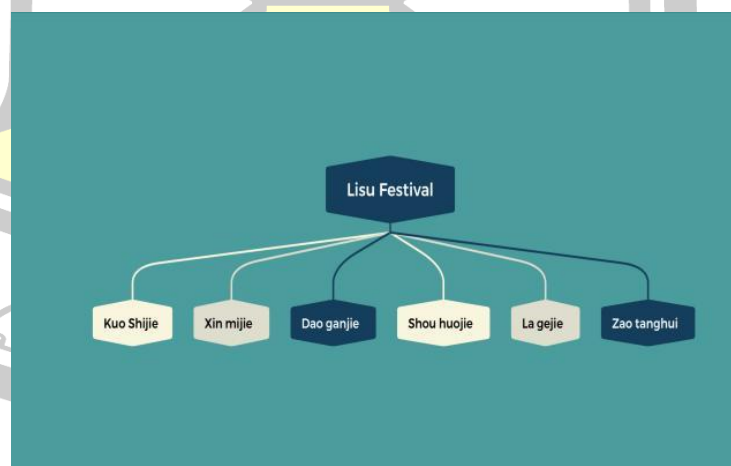 Lisu Festival
Kuo Shijie
Xin mijie
Dao ganjie
Shou huojie
La gejie
Zao tanghui